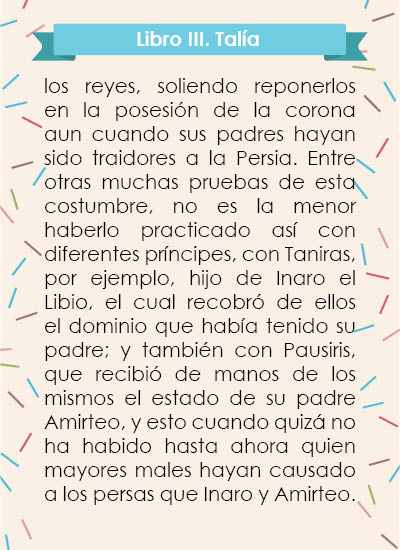 Libro III. Talía
los reyes, soliendo reponerlos
en la posesión de la corona
aun cuando sus padres hayan
sido traidores a la Persia. Entre
otras muchas pruebas de esta
costumbre, no es la menor
haberlo practicado así con
diferentes príncipes, con Taniras,
por ejemplo, hijo de Inaro el
Libio, el cual recobró de ellos
el dominio que había tenido su
padre; y también con Pausiris,
que recibió de manos de los
mismos el estado de su padre
Amirteo, y esto cuando quizá no
ha habido hasta ahora quien
mayores males hayan causado
a los persas que Inaro y Amirteo.